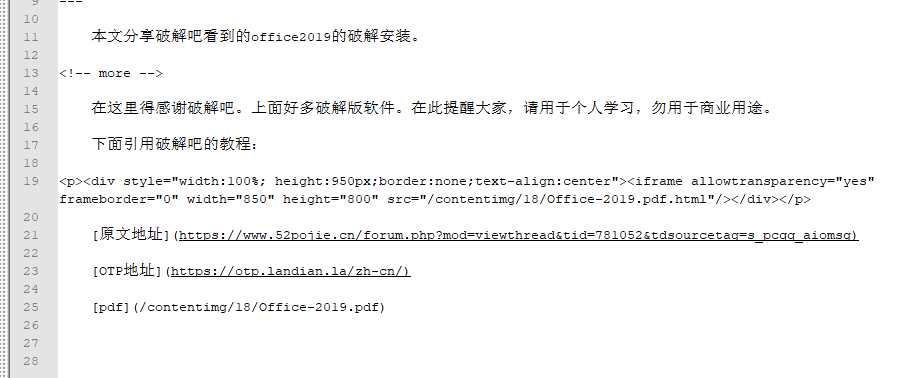 9 ---
10
11 本文分享破解吧看到的office2019的破解安装。
12
13 <!-- more -->
14
15 在这里得感谢破解吧。上面好多破解版软件。在此提醒大家，请用于个人学习，勿用于商业用途。
16
17 下面引用破解吧的教程：
18
19 <p><div style="width:100%; height:950px;border:none;text-align:center"><iframe allowtransparency="yes"
frameborder="0" width="850" height="800" src="/contentimg/18/Office-2019.pdf.html"/></div></p>
20
21 [原文地址](https://www.52pojie.cn/forum.php?mod=viewthread&tid=781052&tdsourcetag=s_pcqq_aiomsg)
22
23 [OTP地址](https://otp.landian.la/zh-cn/)
24
25 [pdf](/contentimg/18/Office-2019.pdf)
26
27
28